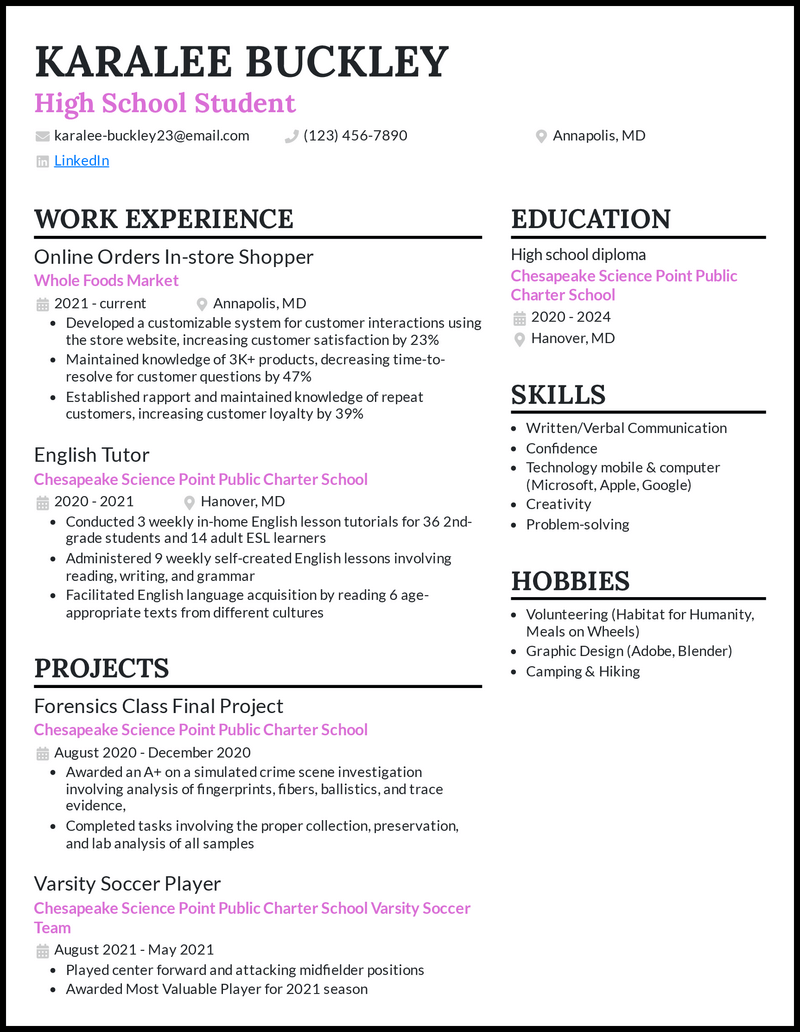 KARALEE BUCKLEY
High School Student
karalee-buckley23@email.com (123) 456-7890 Annapolis, MD
LinkedIn
WORK EXPERIENCE
Online Orders In-store Shopper
Whole Foods Market
2021 - current Annapolis, MD
• Developed a customizable system for customer interactions using
the store website, increasing customer satisfaction by 23%
• Maintained knowledge of 3K+ products, decreasing time-to-
resolve for customer questions by 47%
• Established rapport and maintained knowledge of repeat
customers, increasing customer loyalty by 39%
English Tutor
Chesapeake Science Point Public Charter School
2020 - 2021 Hanover, MD
• Conducted 3 weekly in-home English lesson tutorials for 36 2nd-
grade students and 14 adult ESL learners
• Administered 9 weekly self-created English lessons involving
reading, writing, and grammar
• Facilitated English language acquisition by reading 6 age-
appropriate texts from different cultures
PROJECTS
Forensics Class Final Project
Chesapeake Science Point Public Charter School
August 2020 - December 2020
• Awarded an A+ on a simulated crime scene investigation
involving analysis of fingerprints, fibers, ballistics, and trace
evidence,
• Completed tasks involving the proper collection, preservation,
and lab analysis of all samples
Varsity Soccer Player
Chesapeake Science Point Public Charter School Varsity Soccer
Team
August 2021 - May 2021
• Played center forward and attacking midfielder positions
• Awarded Most Valuable Player for 2021 season
EDUCATION
High school diploma
Chesapeake Science Point Public
Charter School
2020 - 2024
Hanover, MD
SKILLS
• Written/Verbal Communication
• Confidence
• Technology mobile & computer
(Microsoft, Apple, Google)
• Creativity
• Problem-solving
HOBBIES
• Volunteering (Habitat for Humanity,
Meals on Wheels)
• Graphic Design (Adobe, Blender)
• Camping & Hiking